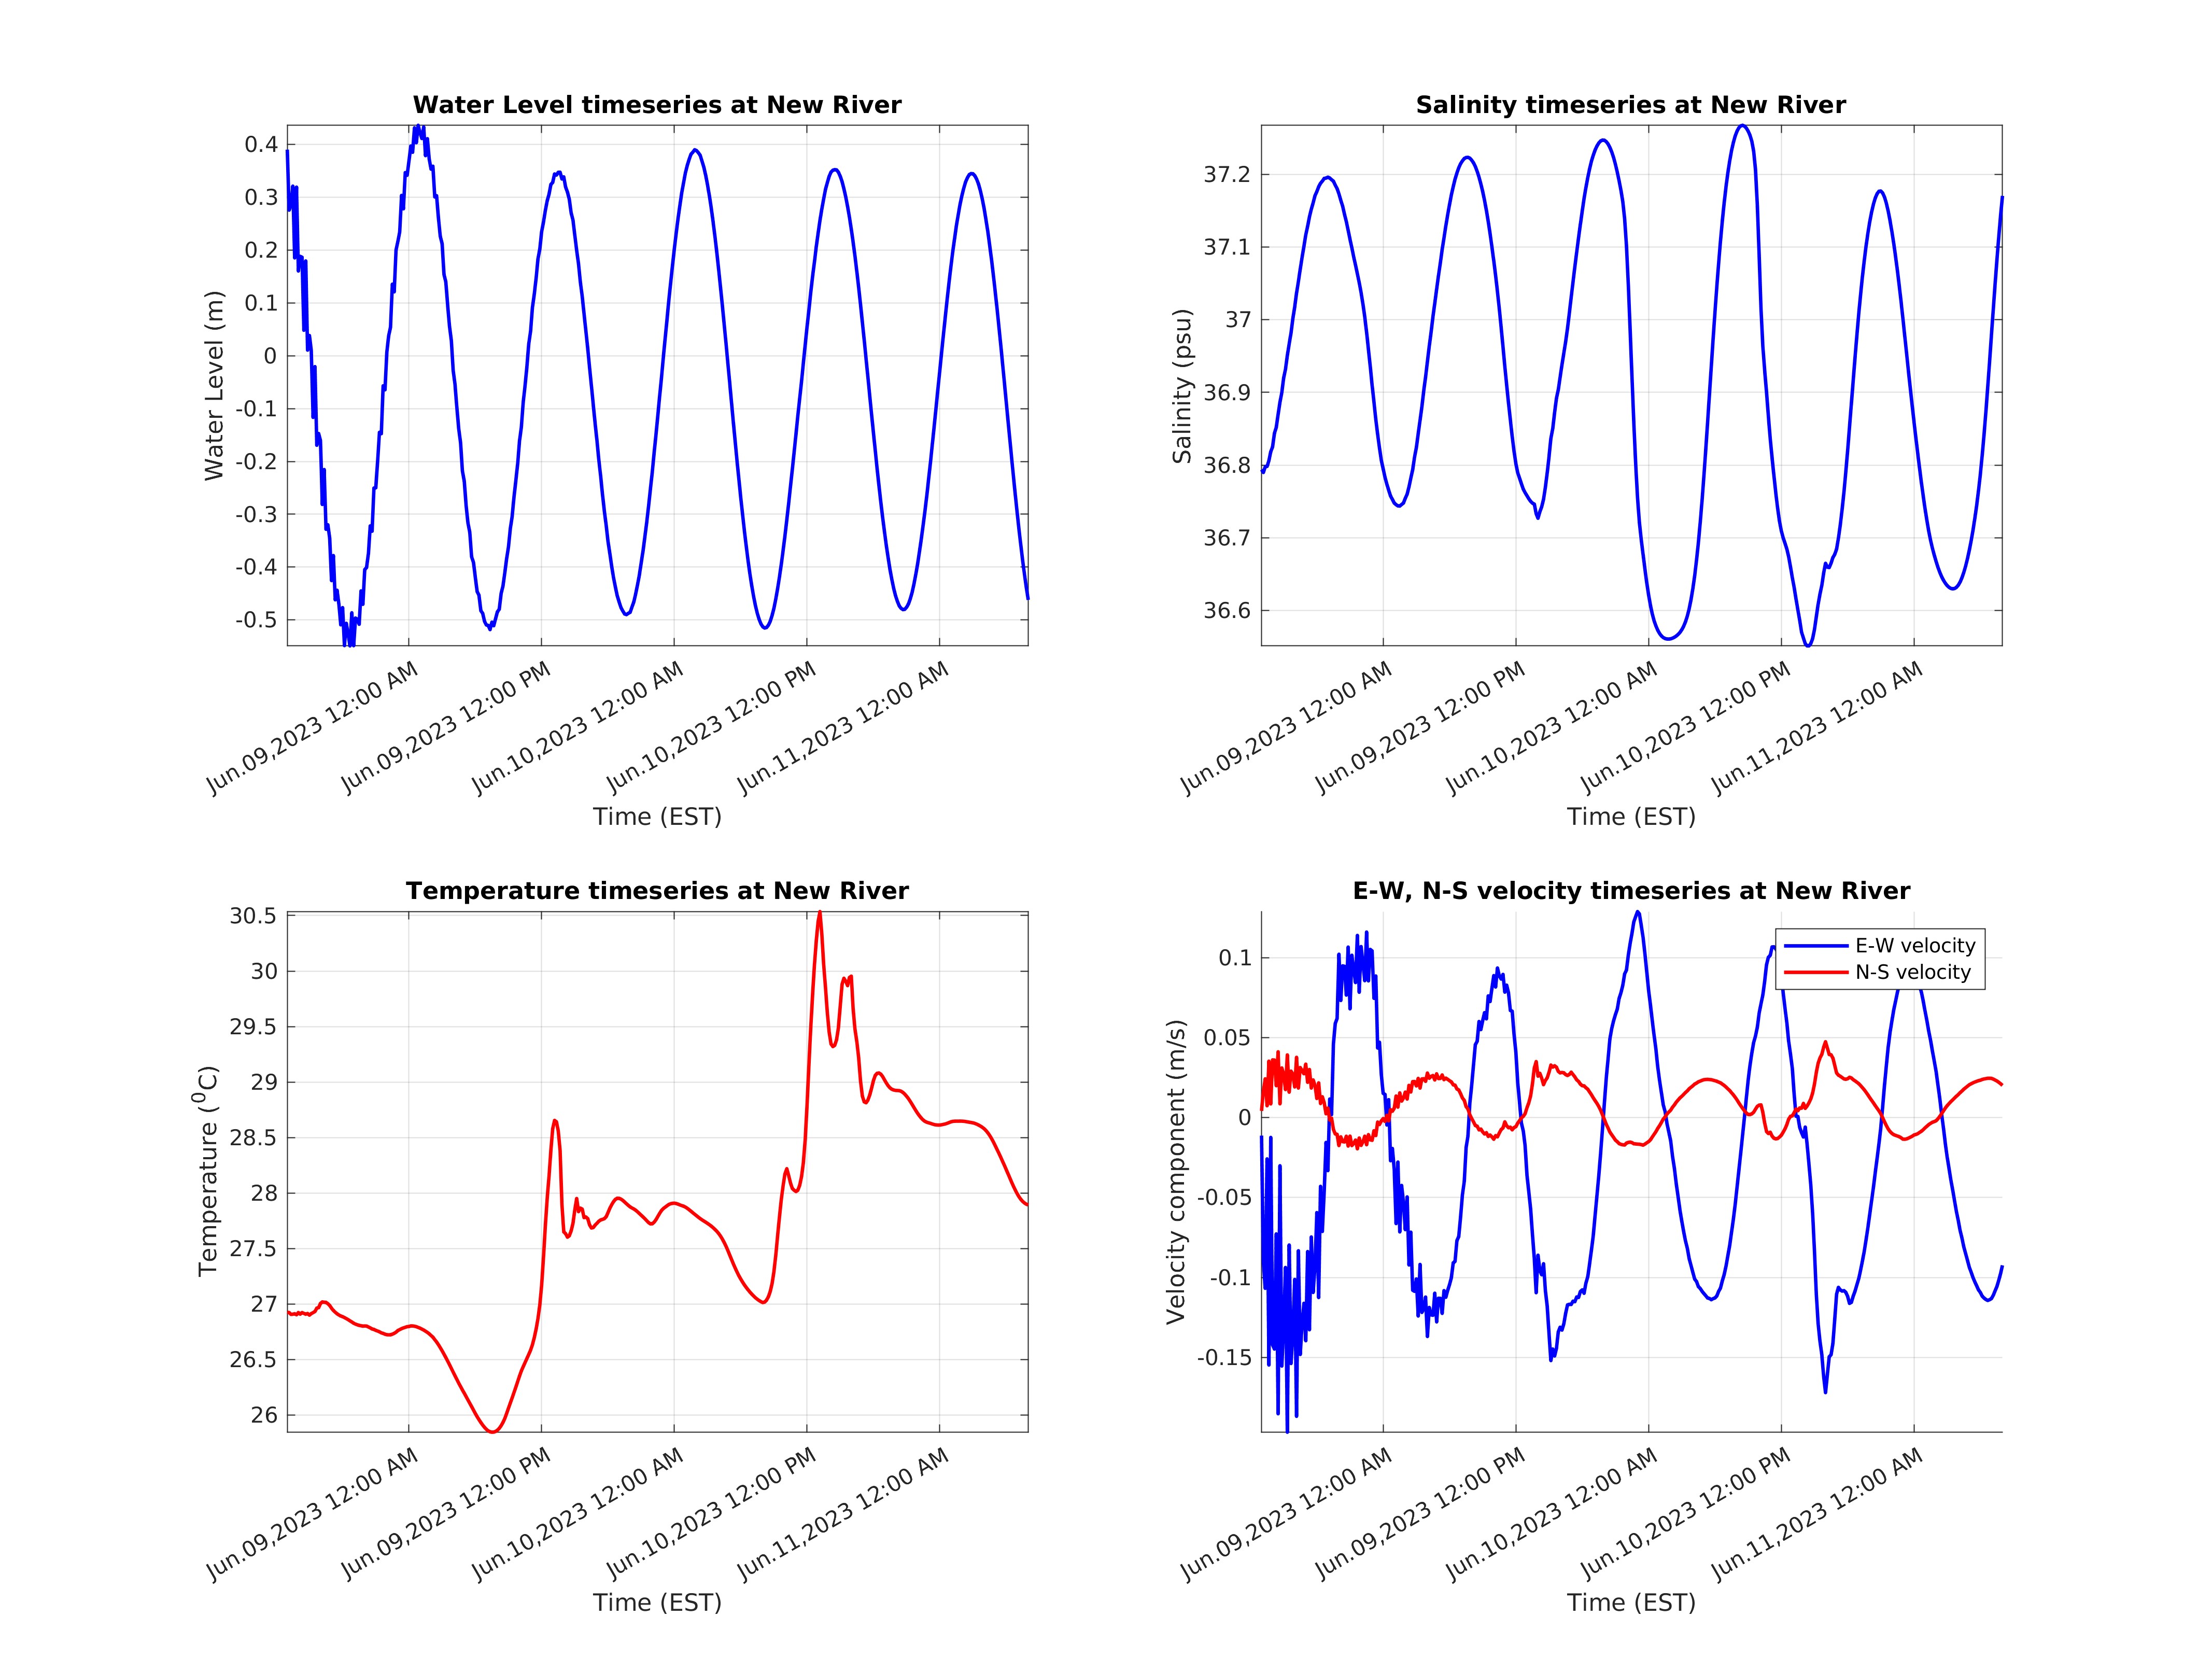 Water Level timeseries at New River
0.4
0.3
0.2
0.1
0
-0.1
-0.2
-0.3
-0.4
-0.5
Water Level (m)
Jun.09,2023 12:00 AM
Jun.09,2023 12:00 PM
Jun.10,2023 12:00 AM
Jun.10,2023 12:00 PM
Jun.11,2023 12:00 AM
Time (EST)
Salinity timeseries at New River
37.2
37.1
37
36.9
36.8
36.7
36.6
Salinity (psu)
Jun.09,2023 12:00 AM
Jun.09,2023 12:00 PM
Jun.10,2023 12:00 AM
Jun.10,2023 12:00 PM
Jun.11,2023 12:00 AM
Time (EST)
Temperature timeseries at New River
30.5
30
29.5
29
28.5
28
27.5
27
26.5
26
Temperature (⁰C)
Jun.09,2023 12:00 AM
Jun.09,2023 12:00 PM
Jun.10,2023 12:00 AM
Jun.10,2023 12:00 PM
Jun.11,2023 12:00 AM
Time (EST)
E-W, N-S velocity timeseries at New River
E-W velocity
N-S velocity
0.1
0.05
0
-0.05
-0.1
-0.15
Velocity component (m/s)
Jun.09,2023 12:00 AM
Jun.09,2023 12:00 PM
Jun.10,2023 12:00 AM
Jun.10,2023 12:00 PM
Jun.11,2023 12:00 AM
Time (EST)